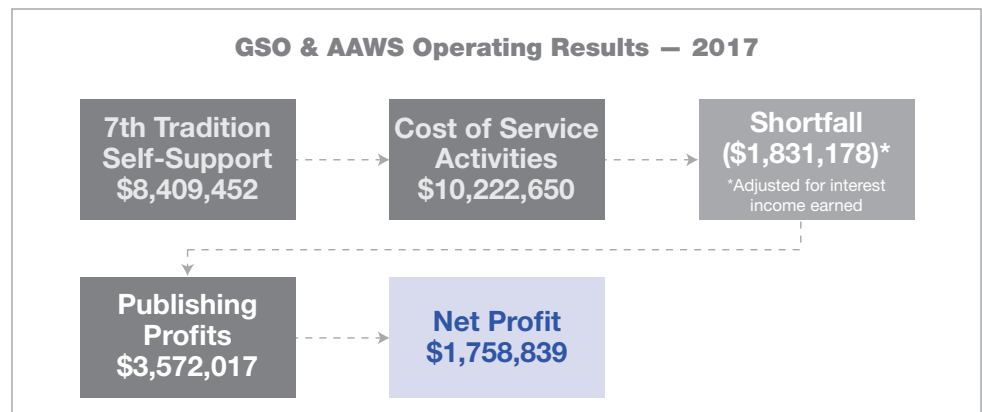 GSO & AAWS Operating Results — 2017
7th Tradition
Self-Support
$8,409,452
Cost of Service
Activities
$10,222,650
Shortfall
($1,831,178)*
*Adjusted for interest
income earned
Publishing
Profits
$3,572,017
Net Profit
$1,758,839